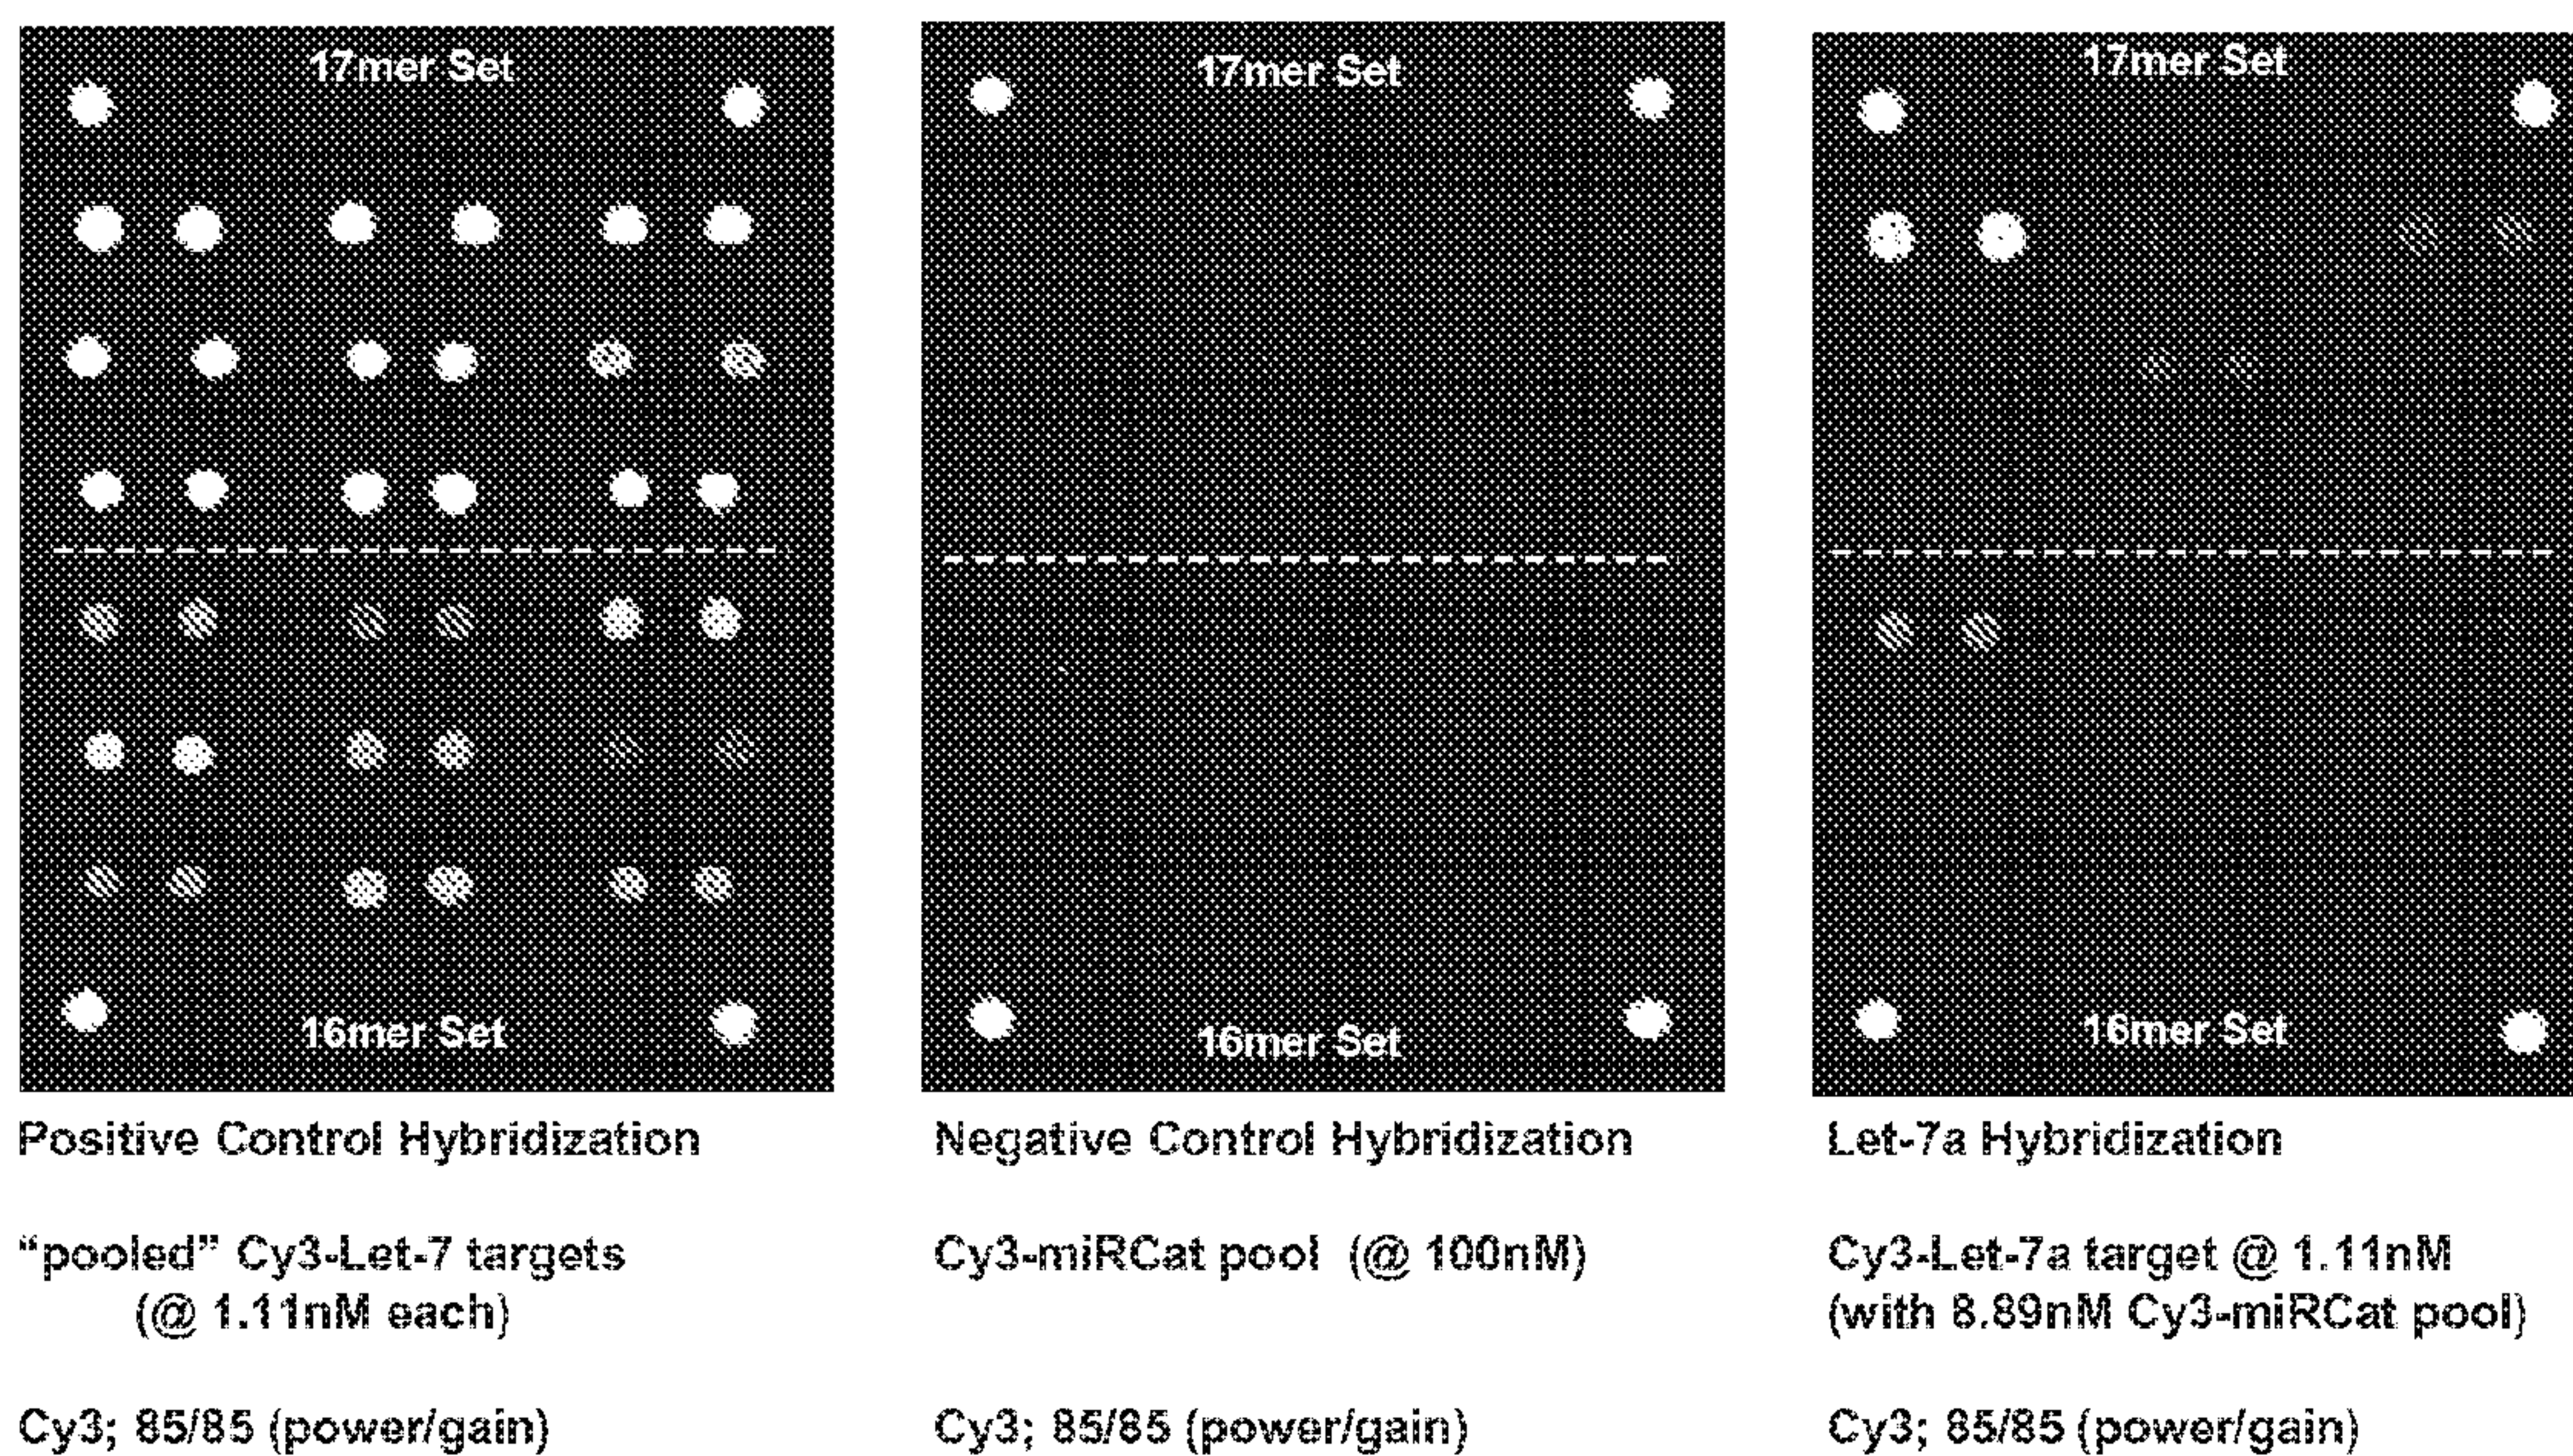 17mer Set
16mer Set
Positive Control Hybridization
“pooled” Cy3-Let-7 targets
(@ 1.11nM each)
Cy3; 85/85 (power/gain)
17mer Set
16mer Set
Negative Control Hybridization
Cy3-miRCat pool (@ 100nM)
Cy3; 85/85 (power/gain)
17mer Set
16mer Set
Let-7a Hybridization
Cy3-Let-7a target @ 1.11nM
(with 8.89nM Cy3-miRCat pool)
Cy3; 85/85 (power/gain)